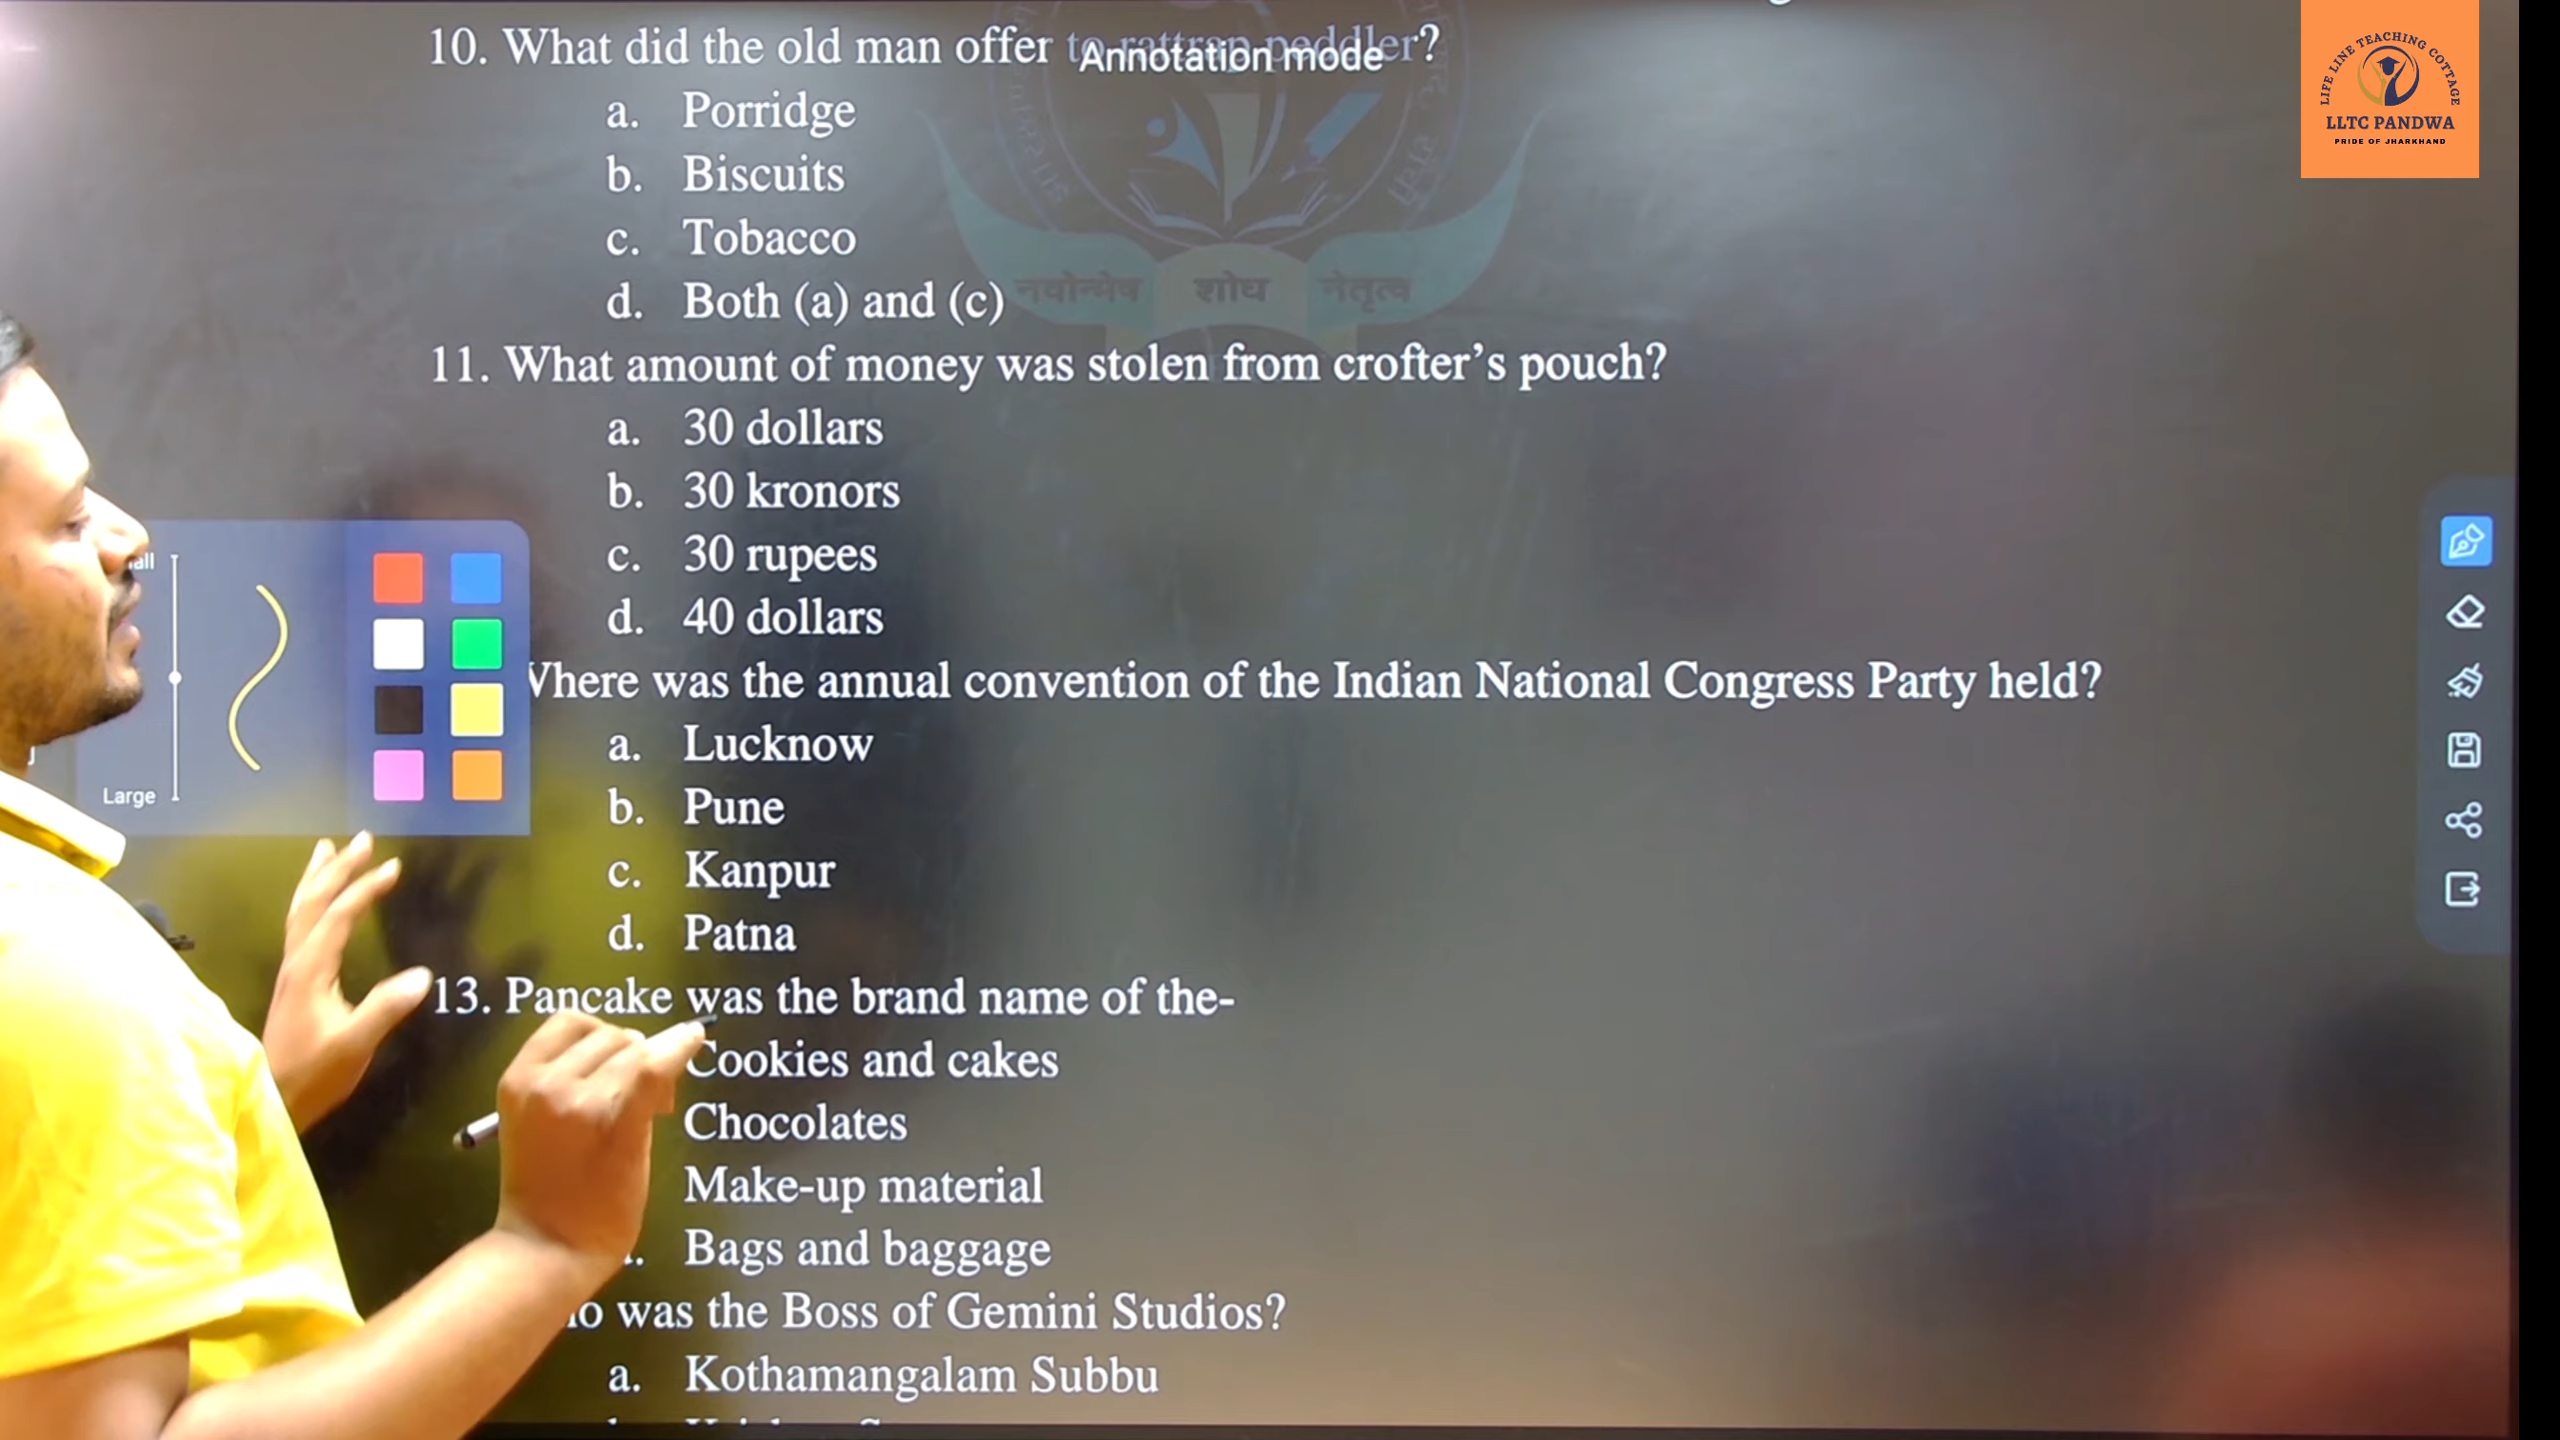 10. What did the old man offer to rattrap peddler?
Annotation mode
a. Porridge
b. Biscuits
c. Tobacco
d. Both (a) and (c)
नवोन्मेष शोध नेतृत्व
11. What amount of money was stolen from crofter’s pouch?
a. 30 dollars
b. 30 kronors
c. 30 rupees
d. 40 dollars
Where was the annual convention of the Indian National Congress Party held?
a. Lucknow
b. Pune
c. Kanpur
d. Patna
13. Pancake was the brand name of the-
Cookies and cakes
Chocolates
Make-up material
Bags and baggage
was the Boss of Gemini Studios?
a. Kothamangalam Subbu
Large
LIFE LINE TEACHING COTTAGE
LLTC PANDWA
PRIDE OF JHARKHAND